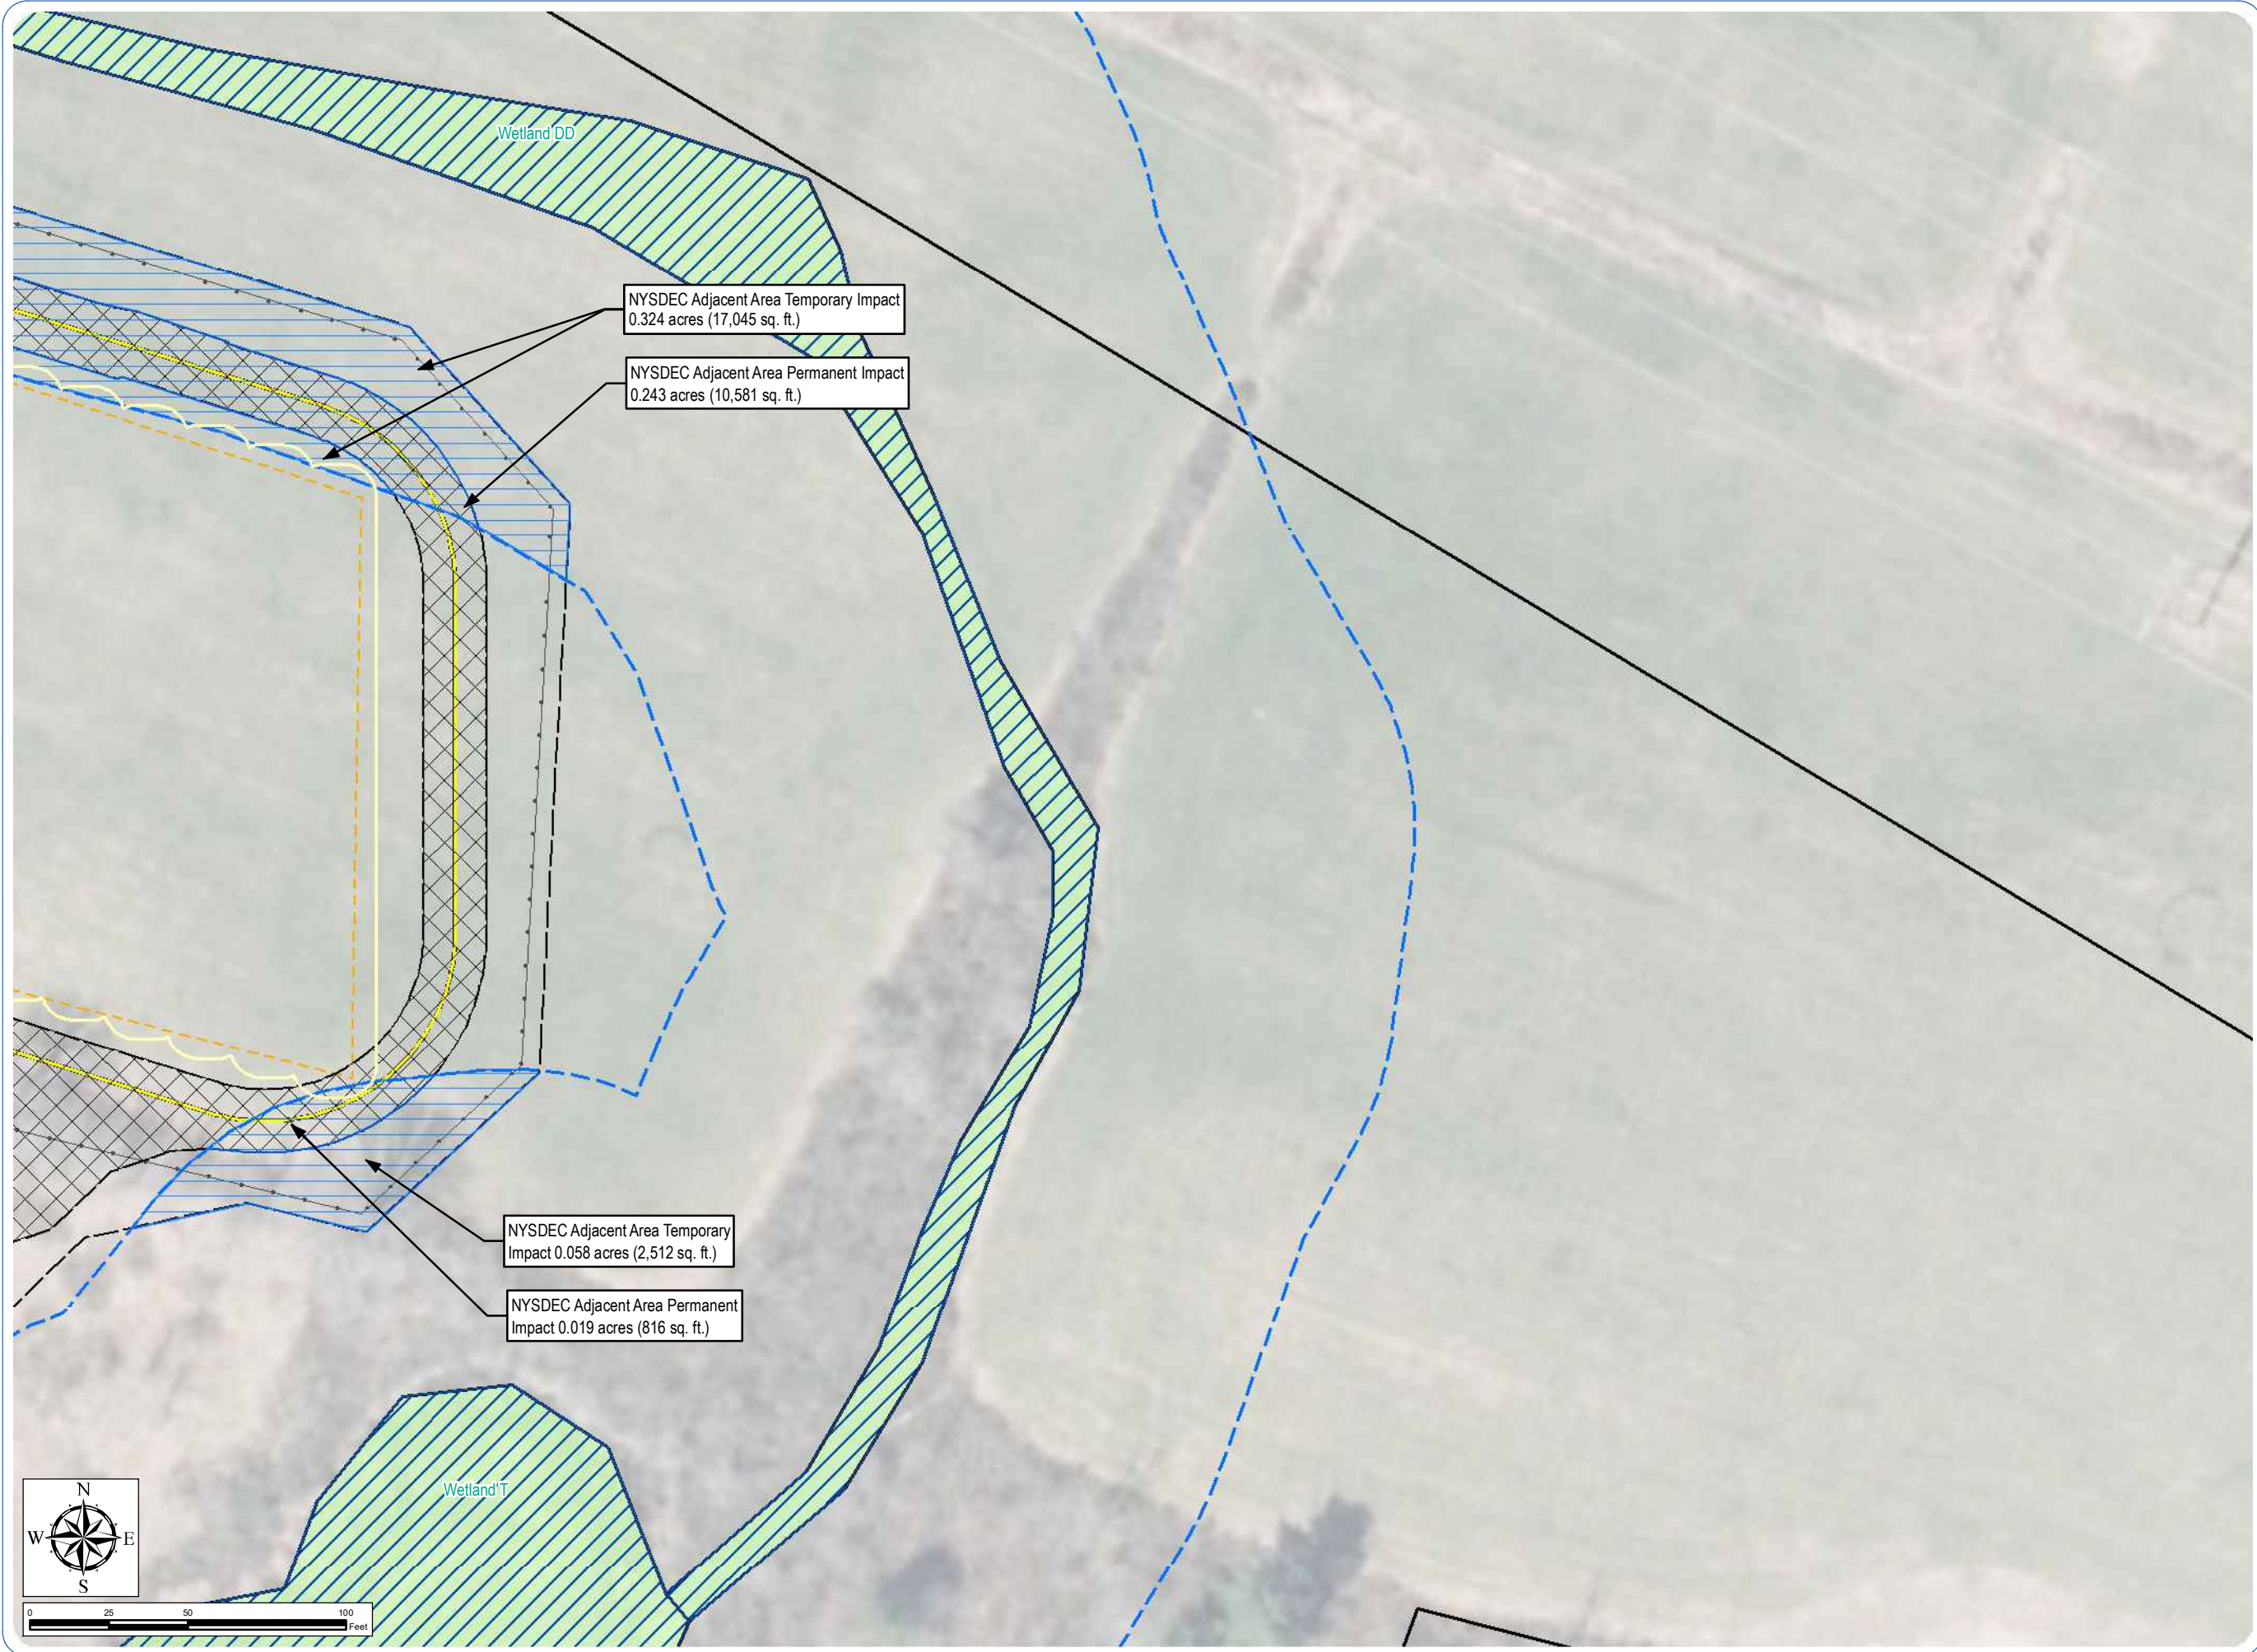 Wetland DD
NYSDEC Adjacent Area Temporary Impact
0.324 acres (17,045 sq. ft.)
NYSDEC Adjacent Area Permanent Impact
0.243 acres (10,581 sq. ft.)
NYSDEC Adjacent Area Temporary
Impact 0.058 acres (2,512 sq. ft.)
NYSDEC Adjacent Area Permanent
Impact 0.019 acres (816 sq. ft.)
Wetland T
N
W E
S
0 25 50 100
Feet